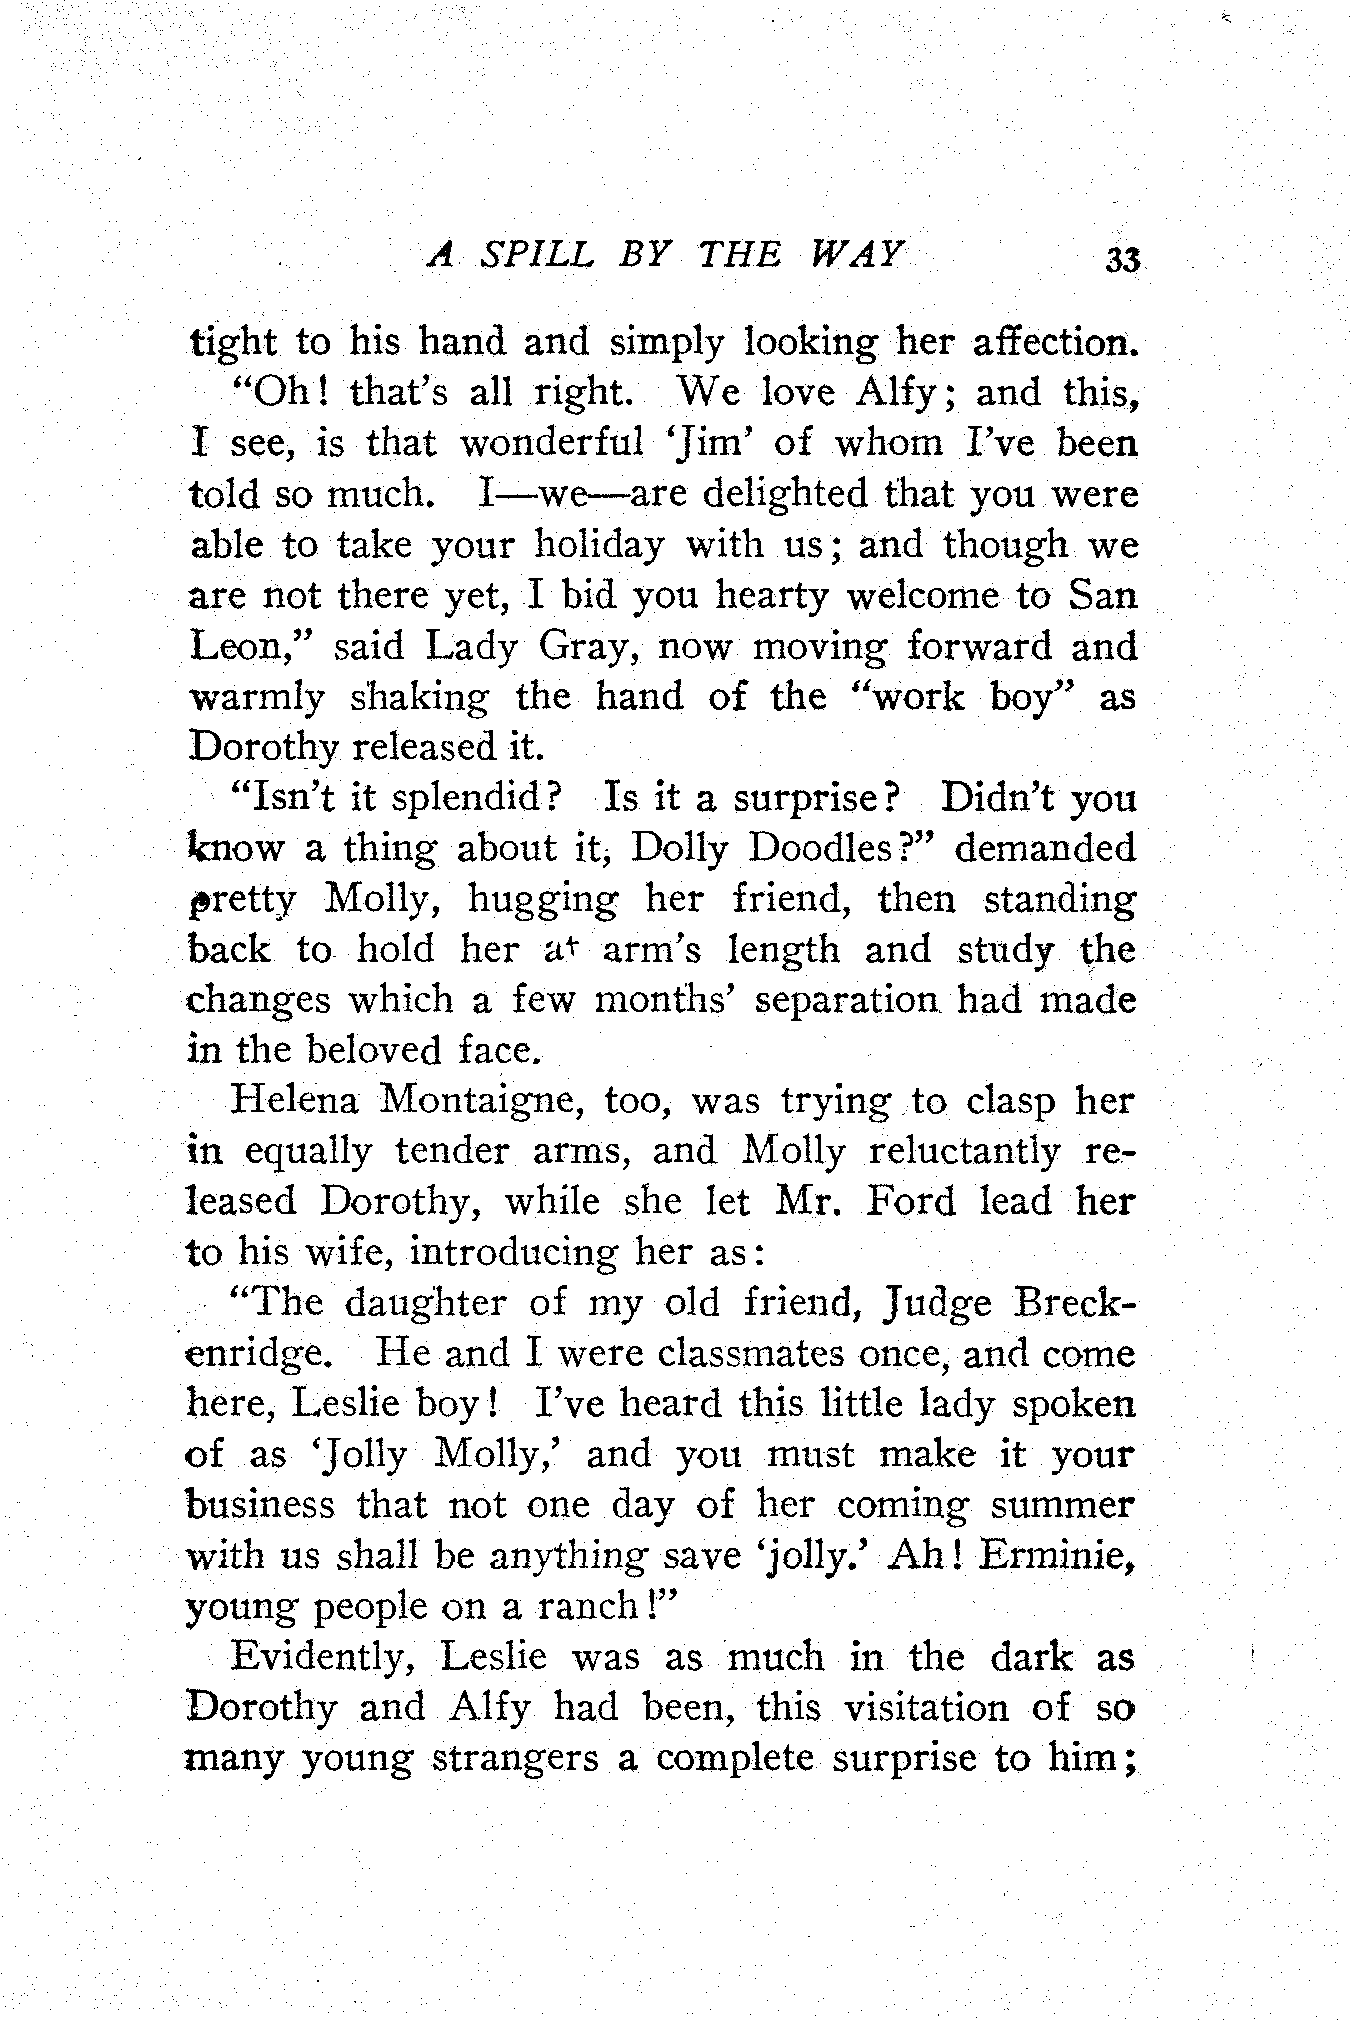 A SPILL BY THE WAY 33
tight to his hand and simply looking her affection.
"Oh! that's all right. We love Alfy; and this,
I see, is that wonderful 'Jim' of whom I've been
told so much. I—we—are delighted that you were
able to take your holiday with us; and though we
are not there yet, I bid you hearty welcome to San
Leon," said Lady Gray, now moving forward and
warmly shaking the hand of the "work boy" as
Dorothy released it.
"Isn't it splendid? Is it a surprise? Didn't you
know a thing about it, Dolly Doodles?" demanded
pretty Molly, hugging her friend, then standing
back to hold her at arm's length and study the
changes which a few months' separation had made
in the beloved face.
Helena Montaigne, too, was trying to clasp her
in equally tender arms, and Molly reluctantly re-
leased Dorothy, while she let Mr. Ford lead her
to his wife, introducing her as:
"The daughter of my old friend, Judge Breck-
enridge. He and I were classmates once, and come
here, Leslie boy! I've heard this little lady spoken
of as 'Jolly Molly,' and you must make it your
business that not one day of her coming summer
with us shall be anything save 'jolly.' Ah! Erminie,
young people on a ranch!"
Evidently, Leslie was as much in the dark as
Dorothy and Alfy had been, this visitation of so
many young strangers a complete surprise to him;